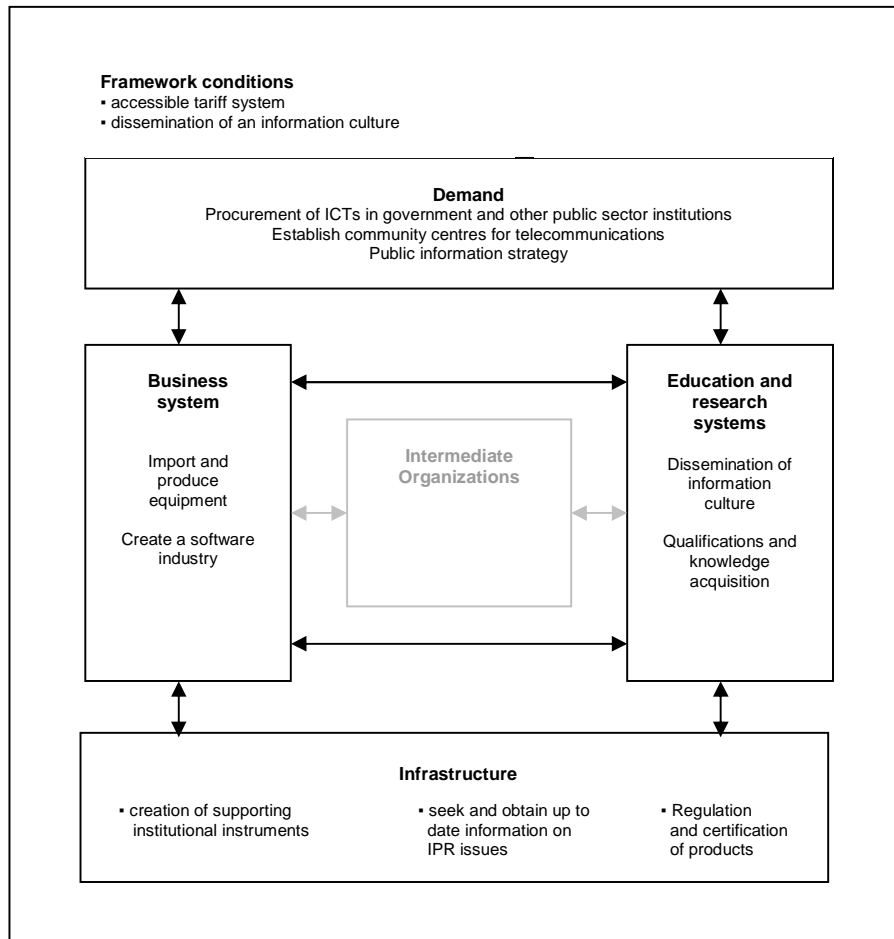 Framework conditions
▪ accessible tariff system
▪ dissemination of an information culture
Demand
Procurement of ICTs in government and other public sector institutions
Establish community centres for telecommunications
Public information strategy
Business
system
Import and
produce
equipment
Create a software
industry
Intermediate
Organizations
Education and
research
systems
Dissemination of
information
culture
Qualifications and
knowledge
acquisition
Infrastructure
▪ creation of supporting
institutional instruments
▪ seek and obtain up to
date information on
IPR issues
▪ Regulation
and certification
of products